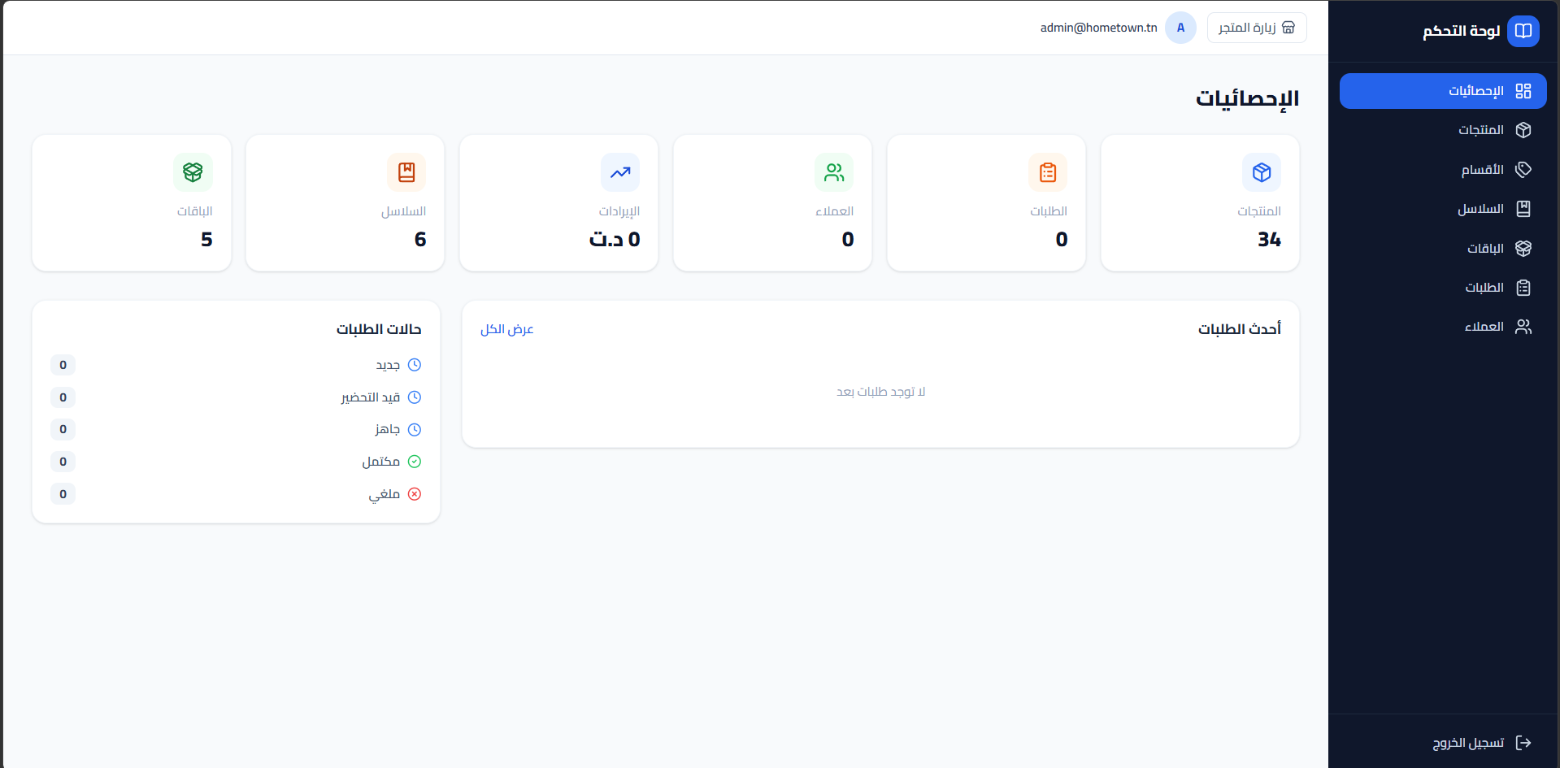 لوحة التحكم
الإحصائيات
المنتجات
الأقسام
السلاسل
الباقات
الطلبات
العملاء
تسجيل الخروج
زيارة المتجر
A
admin@hometown.tn
الإحصائيات
المنتجات
34
الطلبات
0
العملاء
0
الإيرادات
0 د.ت
السلاسل
6
الباقات
5
أحدث الطلبات
عرض الكل
لا توجد طلبات بعد
حالات الطلبات
جديد 0
قيد التحضير 0
جاهز 0
مكتمل 0
ملغي 0